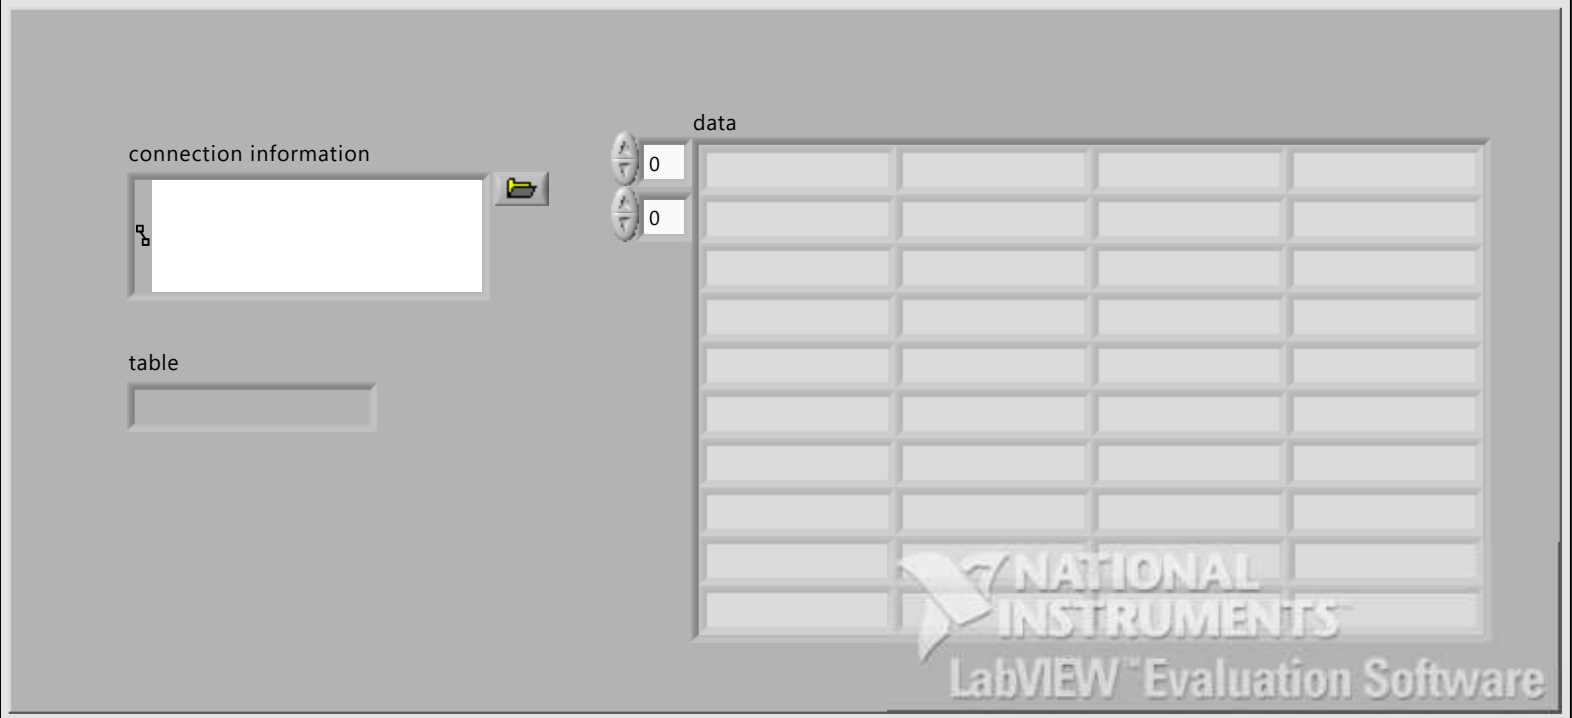 data
connection information
0
0
table
NATIONAL
INSTRUMENTS
LabVIEW™ Evaluation Software